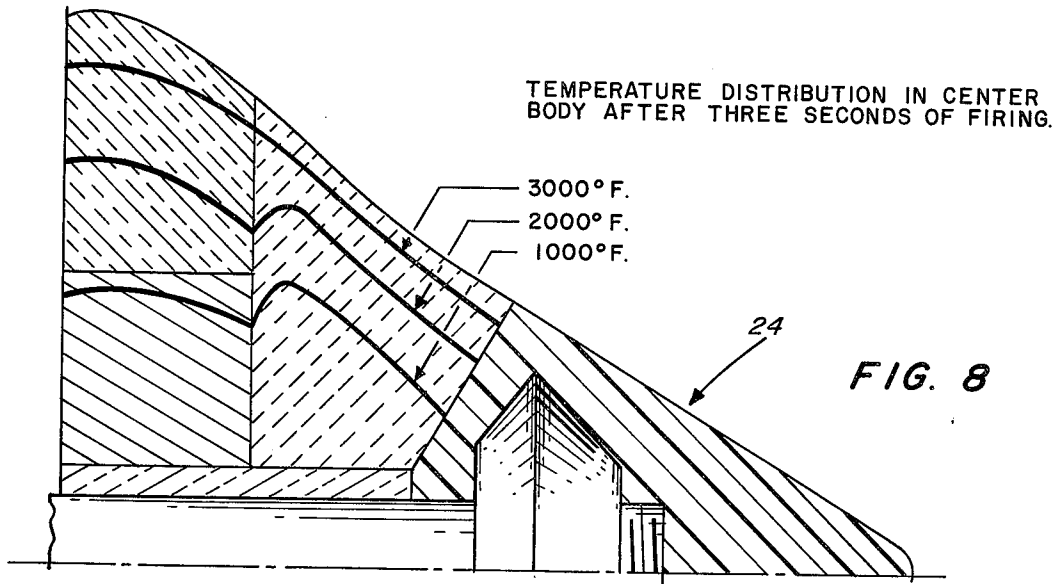 TEMPERATURE DISTRIBUTION IN CENTER
BODY AFTER THREE SECONDS OF FIRING.
3000°F.
2000°F.
1000°F.
24
FIG. 8